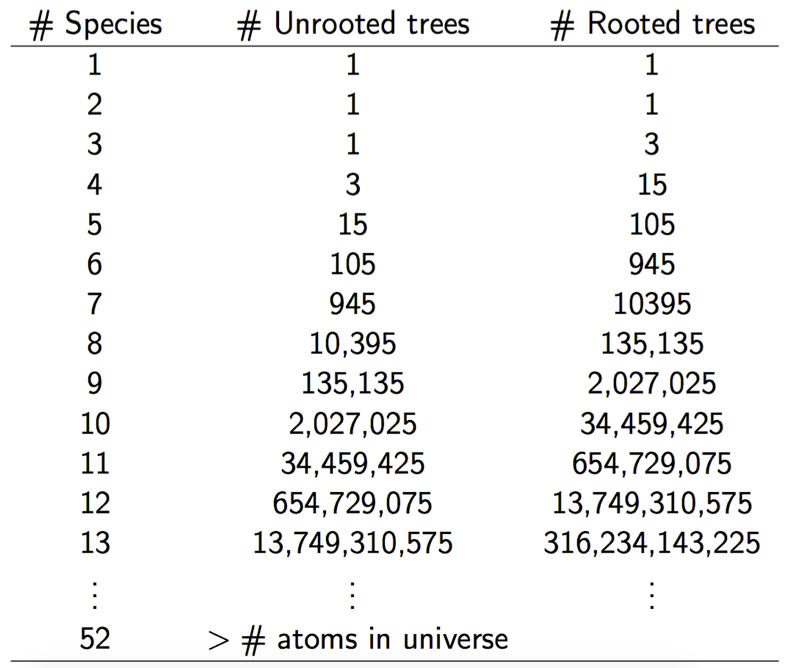 # Species # Unrooted trees # Rooted trees
1 1 1
2 1 1
3 1 3
4 3 15
5 15 105
6 105 945
7 945 10395
8 10,395 135,135
9 135,135 2,027,025
10 2,027,025 34,459,425
11 34,459,425 654,729,075
12 654,729,075 13,749,310,575
13 13,749,310,575 316,234,143,225
⋮ ⋮ ⋮
52 > # atoms in universe